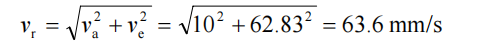 v_r = √(v_a² + v_e²) = √(10² + 62.83²) = 63.6 mm/s